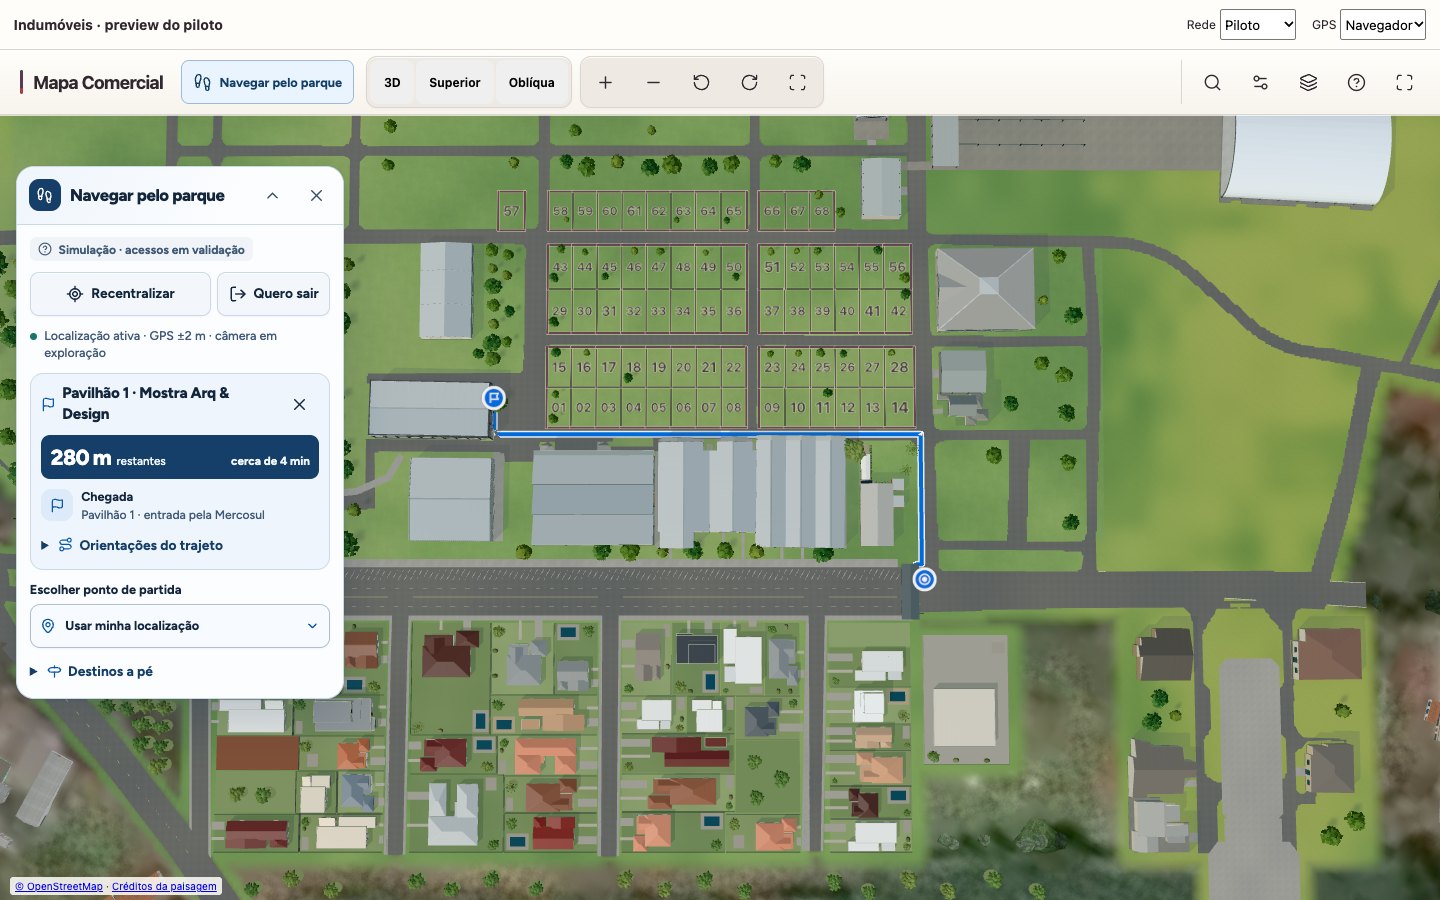 Indumóveis · preview do piloto
Rede Piloto GPS Navegador
Mapa Comercial
Navegar pelo parque
3D Superior Oblíqua
Navegar pelo parque
Simulação · acessos em validação
Recentralizar Quero sair
Localização ativa · GPS ±2 m · câmera em
exploração
Pavilhão 1 · Mostra Arq &
Design
280 m restantes cerca de 4 min
Chegada
Pavilhão 1 · entrada pela Mercosul
Orientações do trajeto
Escolher ponto de partida
Usar minha localização
Destinos a pé
57 58 59 60 61 62 63 64 65 66 67 68
43 44 45 46 47 48 49 50 51 52 53 54 55 56
29 30 31 32 33 34 35 36 37 38 39 40 41 42
15 16 17 18 19 20 21 22 23 24 25 26 27 28
01 02 03 04 05 06 07 08 09 10 11 12 13 14
© OpenStreetMap · Créditos da paisagem